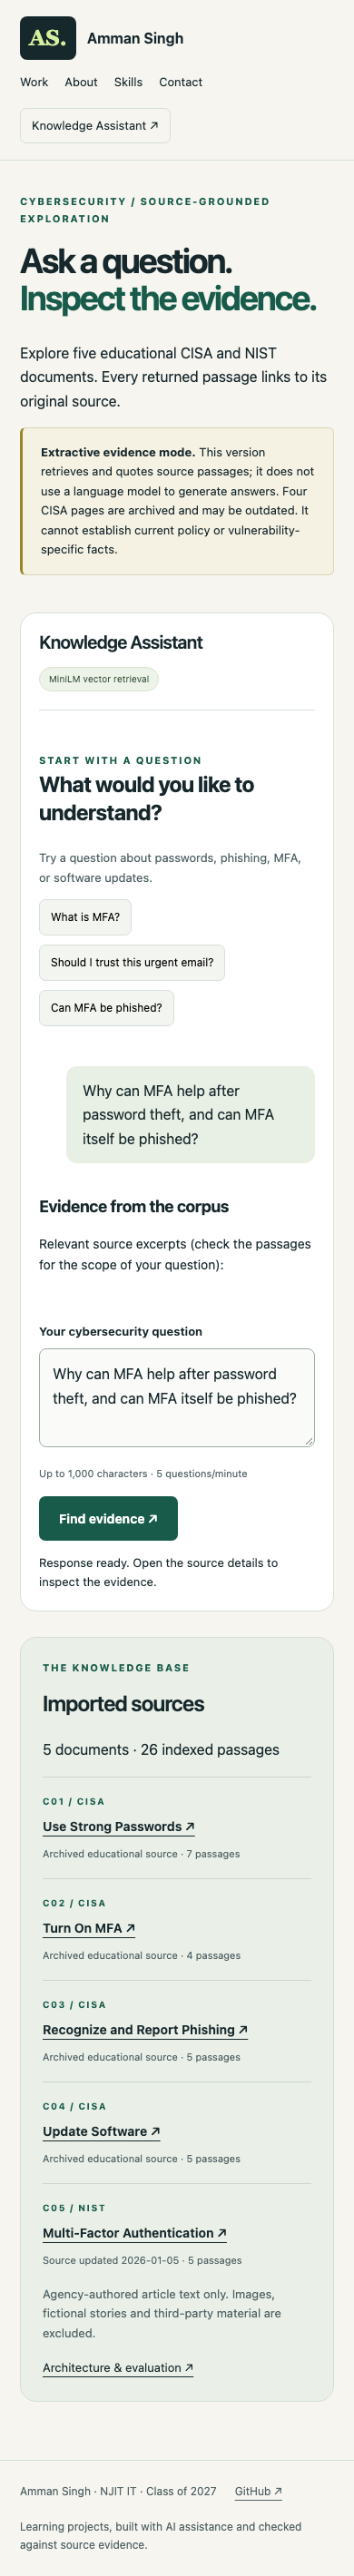 AS. Amman Singh
Work About Skills Contact
Knowledge Assistant ↗
CYBERSECURITY / SOURCE-GROUNDED
EXPLORATION
Ask a question.
Inspect the evidence.
Explore five educational CISA and NIST
documents. Every returned passage links to its
original source.
Extractive evidence mode. This version
retrieves and quotes source passages; it does not
use a language model to generate answers. Four
CISA pages are archived and may be outdated. It
cannot establish current policy or vulnerability-
specific facts.
Knowledge Assistant
MiniLM vector retrieval
START WITH A QUESTION
What would you like to
understand?
Try a question about passwords, phishing, MFA,
or software updates.
What is MFA?
Should I trust this urgent email?
Can MFA be phished?
Why can MFA help after
password theft, and can MFA
itself be phished?
Evidence from the corpus
Relevant source excerpts (check the passages
for the scope of your question):
Your cybersecurity question
Why can MFA help after password
theft, and can MFA itself be phished?
Up to 1,000 characters · 5 questions/minute
Find evidence ↗
Response ready. Open the source details to
inspect the evidence.
THE KNOWLEDGE BASE
Imported sources
5 documents · 26 indexed passages
C01 / CISA
Use Strong Passwords ↗
Archived educational source · 7 passages
C02 / CISA
Turn On MFA ↗
Archived educational source · 4 passages
C03 / CISA
Recognize and Report Phishing ↗
Archived educational source · 5 passages
C04 / CISA
Update Software ↗
Archived educational source · 5 passages
C05 / NIST
Multi-Factor Authentication ↗
Source updated 2026-01-05 · 5 passages
Agency-authored article text only. Images,
fictional stories and third-party material are
excluded.
Architecture & evaluation ↗
Amman Singh · NJIT IT · Class of 2027 GitHub ↗
Learning projects, built with AI assistance and checked
against source evidence.